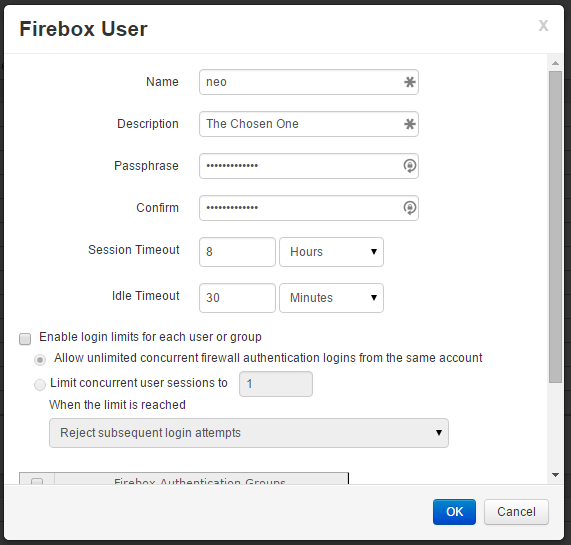 Firebox User
X
Name neo
Description The Chosen One
Passphrase •••••••••••••
Confirm •••••••••••••
Session Timeout 8 Hours
Idle Timeout 30 Minutes
Enable login limits for each user or group
Allow unlimited concurrent firewall authentication logins from the same account
Limit concurrent user sessions to 1
When the limit is reached
Reject subsequent login attempts
Firebox Authentication Groups
OK Cancel